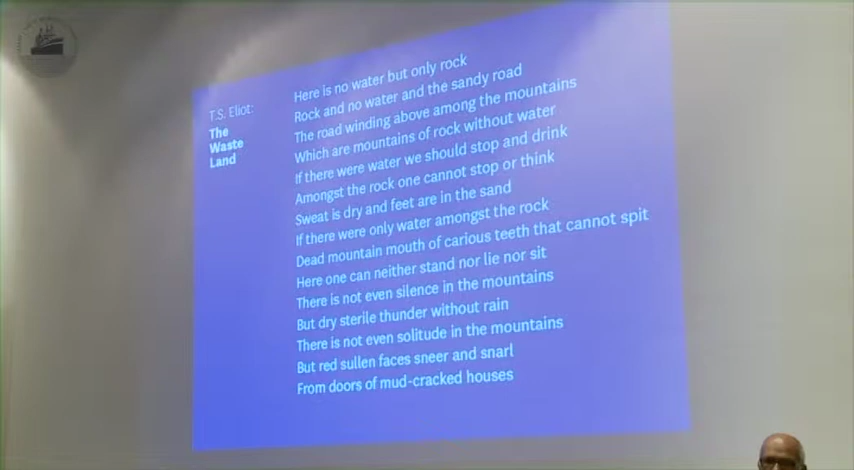 T.S. Eliot:
The
Waste
Land
Here is no water but only rock
Rock and no water and the sandy road
The road winding above among the mountains
Which are mountains of rock without water
If there were water we should stop and drink
Amongst the rock one cannot stop or think
Sweat is dry and feet are in the sand
If there were only water amongst the rock
Dead mountain mouth of carious teeth that cannot spit
Here one can neither stand nor lie nor sit
There is not even silence in the mountains
But dry sterile thunder without rain
There is not even solitude in the mountains
But red sullen faces sneer and snarl
From doors of mud-cracked houses